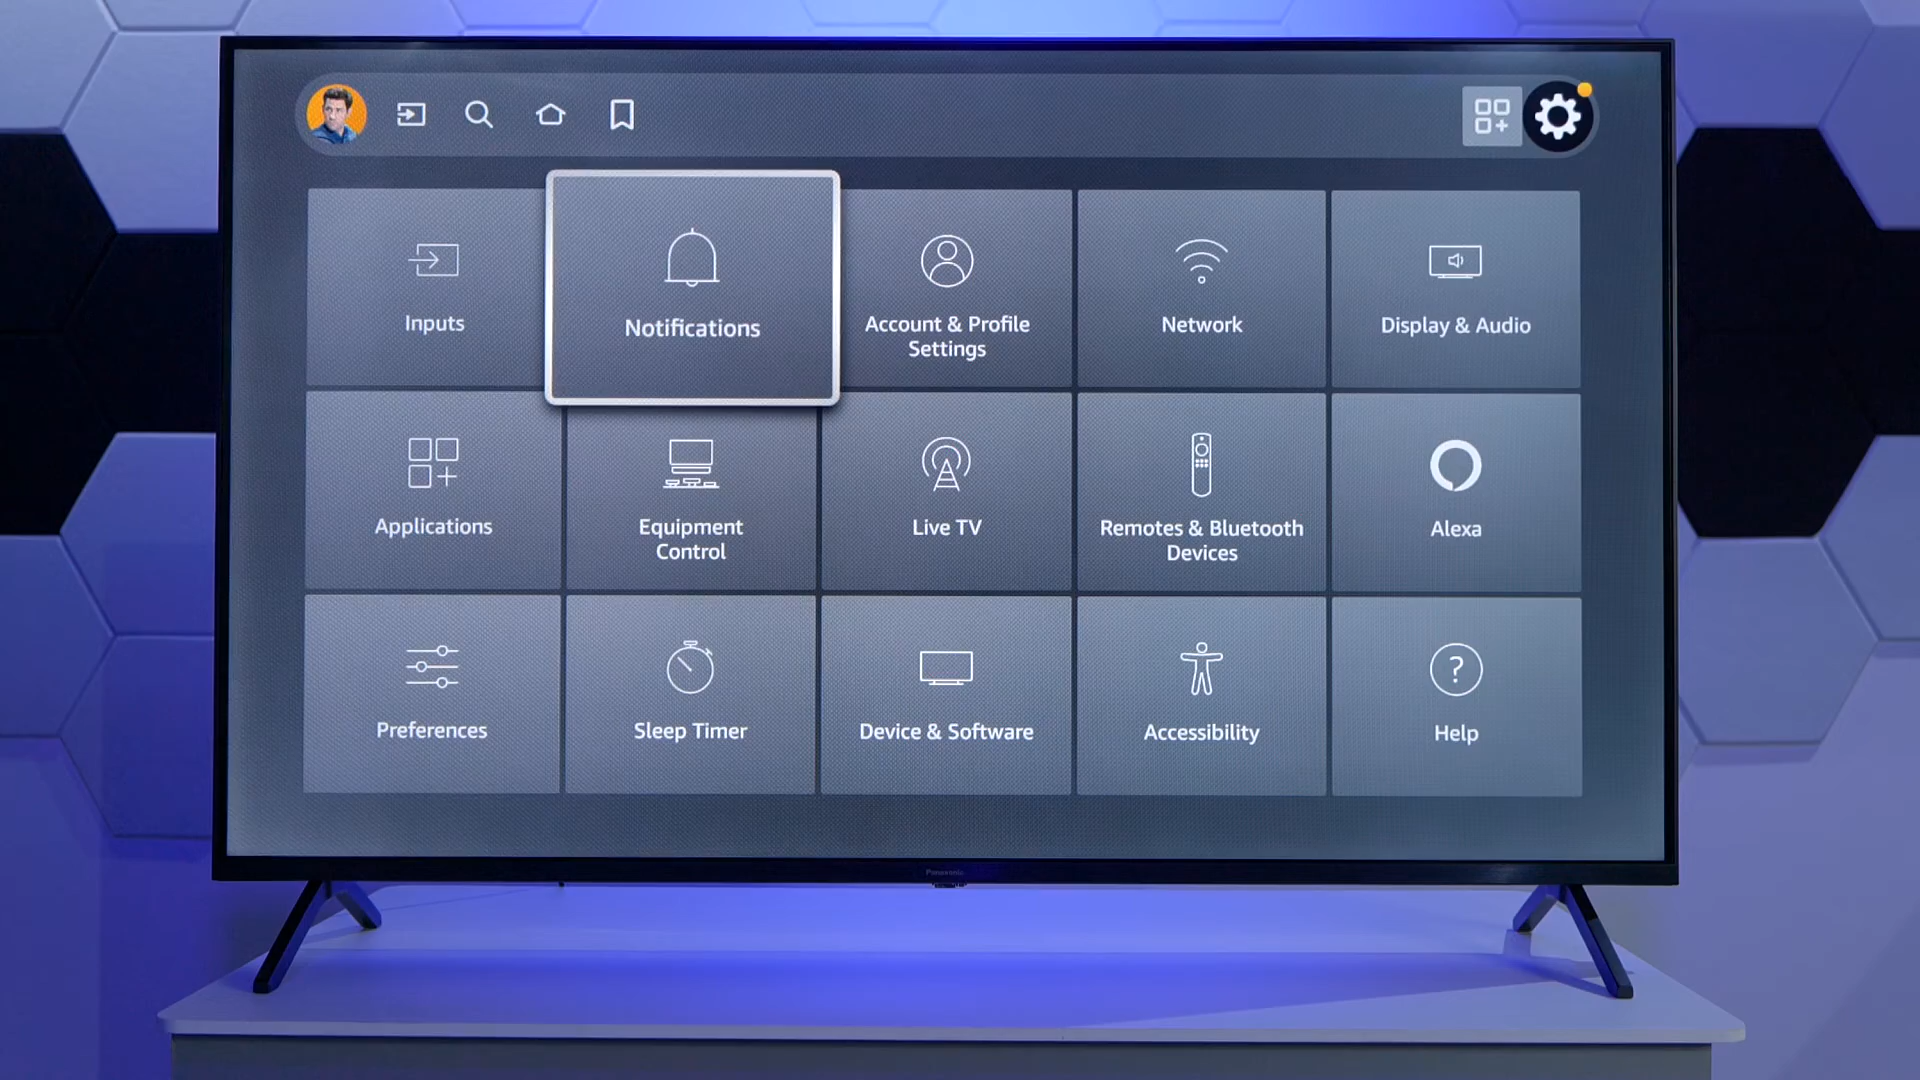 Inputs
Notifications
Account & Profile
Settings
Network
Display & Audio
Applications
Equipment
Control
Live TV
Remotes & Bluetooth
Devices
Alexa
Preferences
Sleep Timer
Device & Software
Accessibility
?
Help
Panasonic